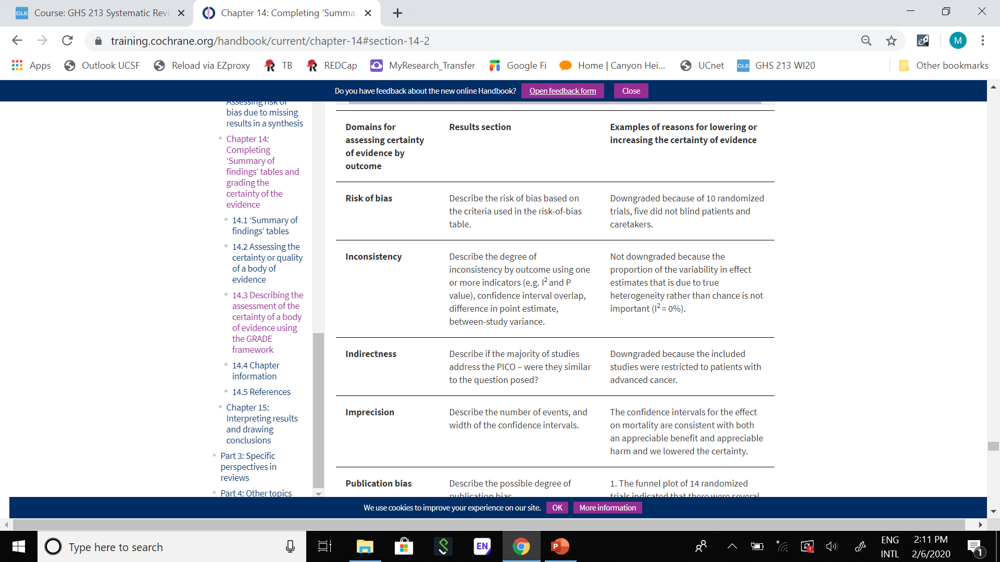 Course: GHS 213 Systematic Revi
Chapter 14: Completing ‘Summar
training.cochrane.org/handbook/current/chapter-14#section-14-2
M
Apps
Outlook UCSF
Reload via EZproxy
TB
REDCap
MyResearch_Transfer
Google Fi
Home | Canyon Hei...
UCnet
CLE
GHS 213 WI20
Other bookmarks
Do you have feedback about the new online Handbook?
Open feedback form
Close
Assessing risk of
bias due to missing
results in a synthesis
Chapter 14:
Completing
‘Summary of
findings’ tables and
grading the
certainty of the
evidence
14.1 ‘Summary of
findings’ tables
14.2 Assessing the
certainty or quality
of a body of
evidence
14.3 Describing the
assessment of the
certainty of a body
of evidence using
the GRADE
framework
14.4 Chapter
information
14.5 References
Chapter 15:
Interpreting results
and drawing
conclusions
Part 3: Specific
perspectives in
reviews
Part 4: Other topics
Domains for
assessing certainty
of evidence by
outcome
Results section
Examples of reasons for lowering or
increasing the certainty of evidence
Risk of bias
Describe the risk of bias based on
the criteria used in the risk-of-bias
table.
Downgraded because of 10 randomized
trials, five did not blind patients and
caretakers.
Inconsistency
Describe the degree of
inconsistency by outcome using one
or more indicators (e.g. I² and P
value), confidence interval overlap,
difference in point estimate,
between-study variance.
Not downgraded because the
proportion of the variability in effect
estimates that is due to true
heterogeneity rather than chance is not
important (I² = 0%).
Indirectness
Describe if the majority of studies
address the PICO – were they similar
to the question posed?
Downgraded because the included
studies were restricted to patients with
advanced cancer.
Imprecision
Describe the number of events, and
width of the confidence intervals.
The confidence intervals for the effect
on mortality are consistent with both
an appreciable benefit and appreciable
harm and we lowered the certainty.
Publication bias
Describe the possible degree of
publication bias
1. The funnel plot of 14 randomized
trials indicated that there were several
We use cookies to improve your experience on our site.
OK
More information
Type here to search
EN
P
ENG
INTL
2:11 PM
2/6/2020
1